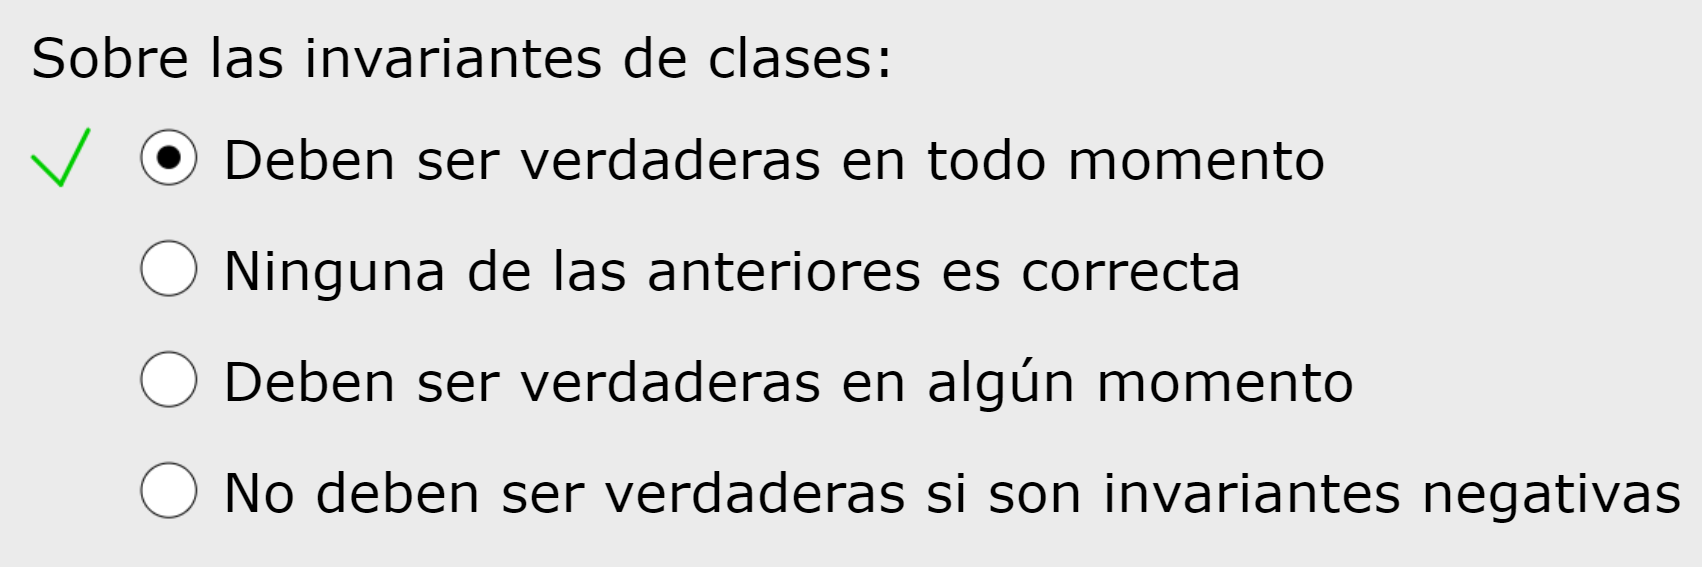 Sobre las invariantes de clases:
Deben ser verdaderas en todo momento
Ninguna de las anteriores es correcta
Deben ser verdaderas en algún momento
No deben ser verdaderas si son invariantes negativas